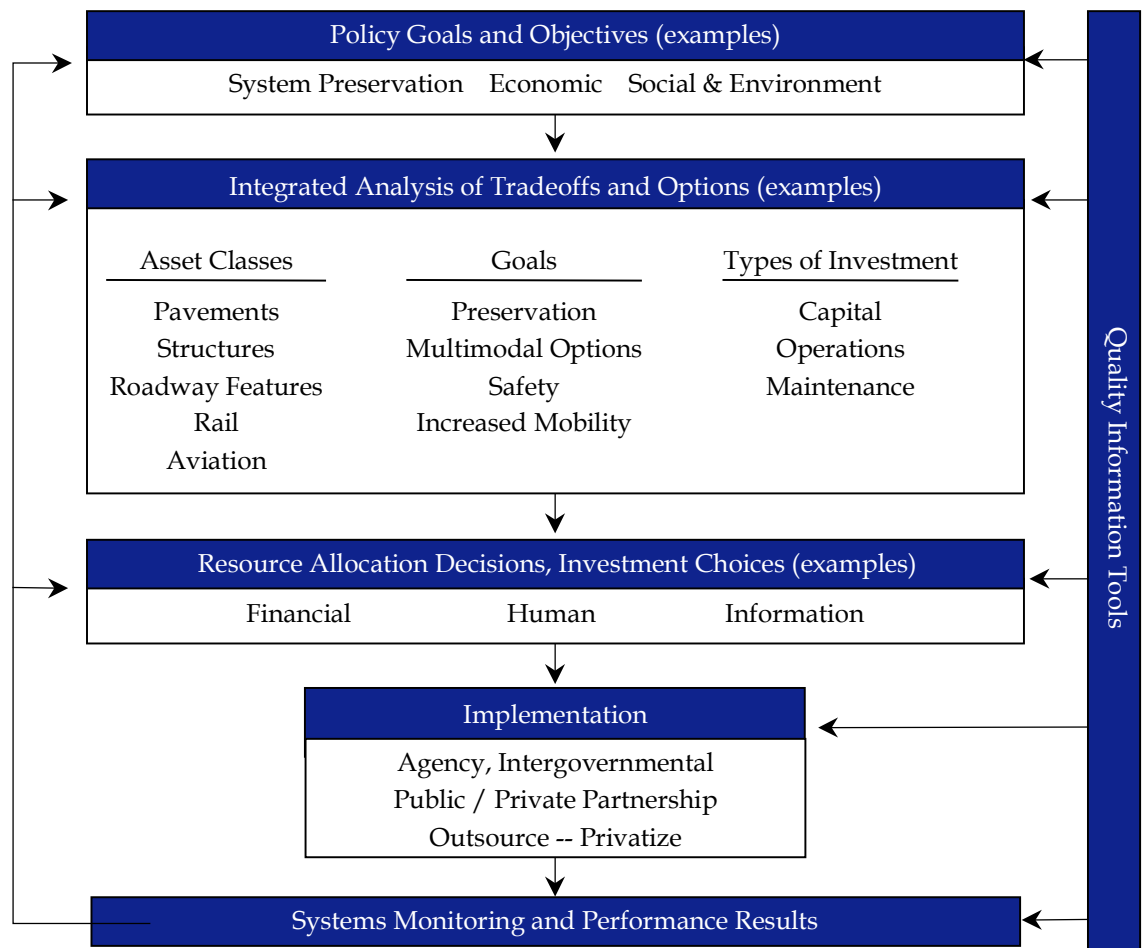 Policy Goals and Objectives (examples)
System Preservation Economic Social & Environment
Integrated Analysis of Tradeoffs and Options (examples)
Asset Classes
Pavements
Structures
Roadway Features
Rail
Aviation
Goals
Preservation
Multimodal Options
Safety
Increased Mobility
Types of Investment
Capital
Operations
Maintenance
Resource Allocation Decisions, Investment Choices (examples)
Financial Human Information
Implementation
Agency, Intergovernmental
Public / Private Partnership
Outsource -- Privatize
Systems Monitoring and Performance Results
Quality Information Tools